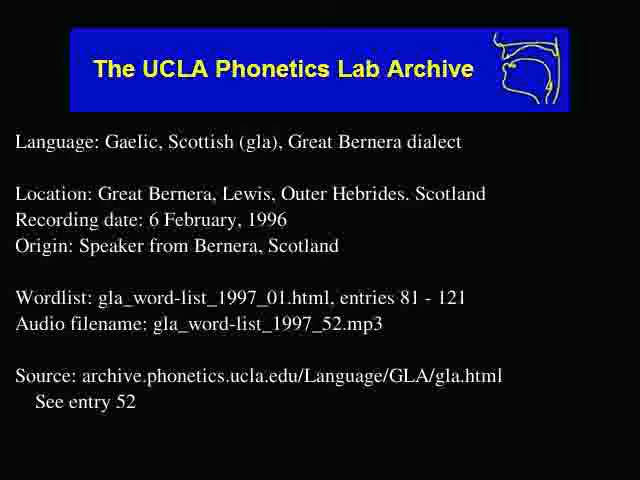 The UCLA Phonetics Lab Archive
Language: Gaelic, Scottish (gla), Great Bernera dialect
Location: Great Bernera, Lewis, Outer Hebrides. Scotland
Recording date: 6 February, 1996
Origin: Speaker from Bernera, Scotland
Wordlist: gla_word-list_1997_01.html, entries 81 - 121
Audio filename: gla_word-list_1997_52.mp3
Source: archive.phonetics.ucla.edu/Language/GLA/gla.html
See entry 52